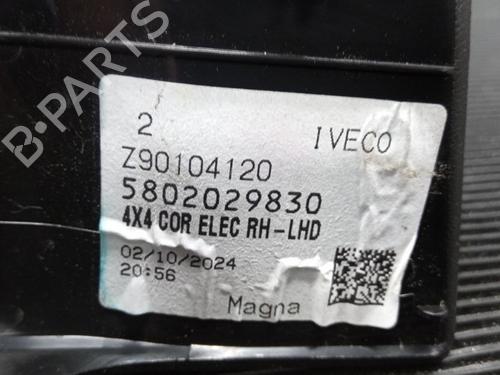 B-PARTS
2 IVECO
Z90104120
5802029830
4X4 COR ELEC RH-LHD
02/10/2024
20:56
Magna